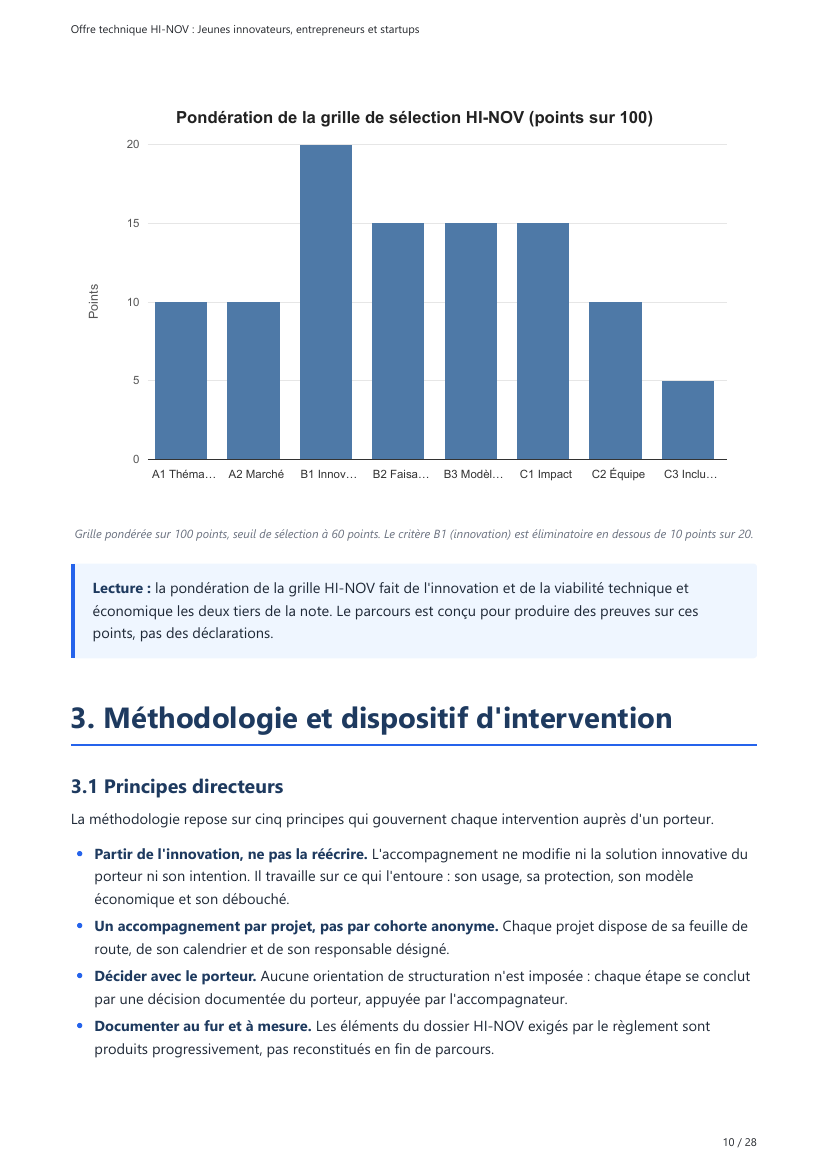 Offre technique HI-NOV : Jeunes innovateurs, entrepreneurs et startups
Pondération de la grille de sélection HI-NOV (points sur 100)
20
15
10
5
0
Points
A1 Théma… A2 Marché B1 Innov… B2 Faisa… B3 Modèl… C1 Impact C2 Équipe C3 Inclu…
Grille pondérée sur 100 points, seuil de sélection à 60 points. Le critère B1 (innovation) est éliminatoire en dessous de 10 points sur 20.
Lecture : la pondération de la grille HI-NOV fait de l'innovation et de la viabilité technique et
économique les deux tiers de la note. Le parcours est conçu pour produire des preuves sur ces
points, pas des déclarations.
3. Méthodologie et dispositif d'intervention
3.1 Principes directeurs
La méthodologie repose sur cinq principes qui gouvernent chaque intervention auprès d'un porteur.
• Partir de l'innovation, ne pas la réécrire. L'accompagnement ne modifie ni la solution innovative du
porteur ni son intention. Il travaille sur ce qui l'entoure : son usage, sa protection, son modèle
économique et son débouché.
• Un accompagnement par projet, pas par cohorte anonyme. Chaque projet dispose de sa feuille de
route, de son calendrier et de son responsable désigné.
• Décider avec le porteur. Aucune orientation de structuration n'est imposée : chaque étape se conclut
par une décision documentée du porteur, appuyée par l'accompagnateur.
• Documenter au fur et à mesure. Les éléments du dossier HI-NOV exigés par le règlement sont
produits progressivement, pas reconstitués en fin de parcours.
10 / 28